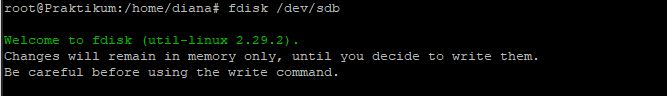 root@Praktikum:/home/diana# fdisk /dev/sdb
Welcome to fdisk (util-linux 2.29.2).
Changes will remain in memory only, until you decide to write them.
Be careful before using the write command.